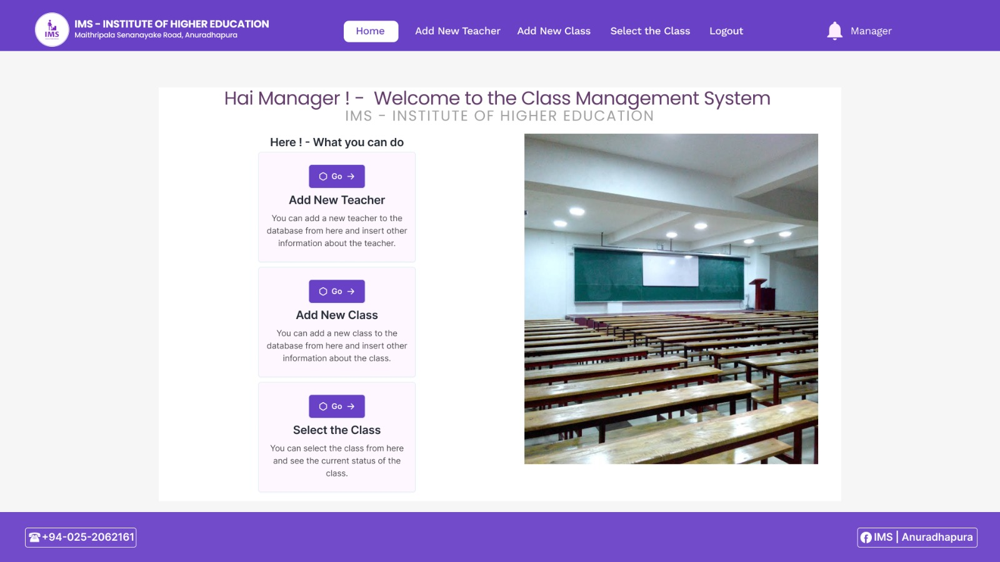 IMS
IMS - INSTITUTE OF HIGHER EDUCATION
Maithripala Senanayake Road, Anuradhapura
Home
Add New Teacher
Add New Class
Select the Class
Logout
Manager
Hai Manager ! -  Welcome to the Class Management System
IMS - INSTITUTE OF HIGHER EDUCATION
Here ! - What you can do
Go →
Add New Teacher
You can add a new teacher to the
database from here and insert other
information about the teacher.
Go →
Add New Class
You can add a new class to the
database from here and insert other
information about the class.
Go →
Select the Class
You can select the class from here
and see the current status of the
class.
+94-025-2062161
IMS | Anuradhapura